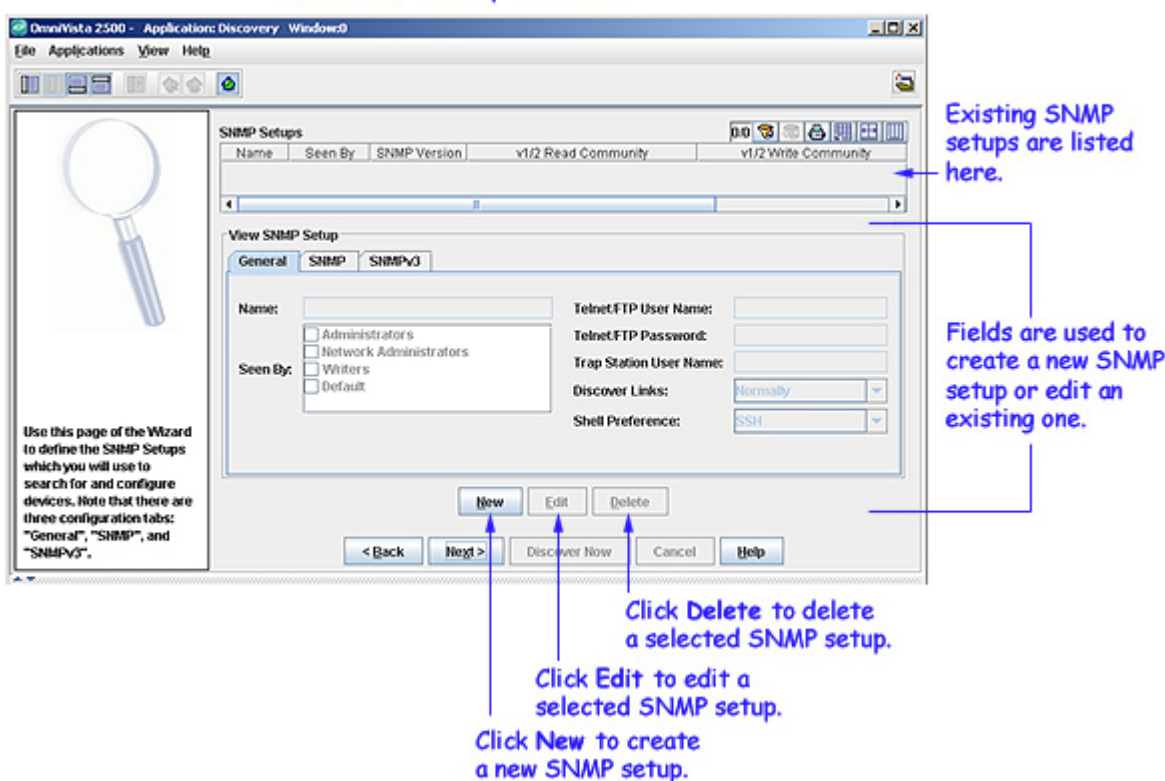 OmniVista 2500 - Application: Discovery Window:0
File Applications View Help
SNMP Setups
0/0
Name Seen By SNMP Version v1/2 Read Community v1/2 Write Community
Existing SNMP
setups are listed
here.
View SNMP Setup
General SNMP SNMPv3
Name:
Seen By:
Administrators
Network Administrators
Writers
Default
Telnet/FTP User Name:
Telnet/FTP Password:
Trap Station User Name:
Discover Links: Normally
Shell Preference: SSH
Fields are used to
create a new SNMP
setup or edit an
existing one.
Use this page of the Wizard
to define the SNMP Setups
which you will use to
search for and configure
devices. Note that there are
three configuration tabs:
"General", "SNMP", and
"SNMPv3".
New Edit Delete
< Back Next > Discover Now Cancel Help
Click Delete to delete
a selected SNMP setup.
Click Edit to edit a
selected SNMP setup.
Click New to create
a new SNMP setup.